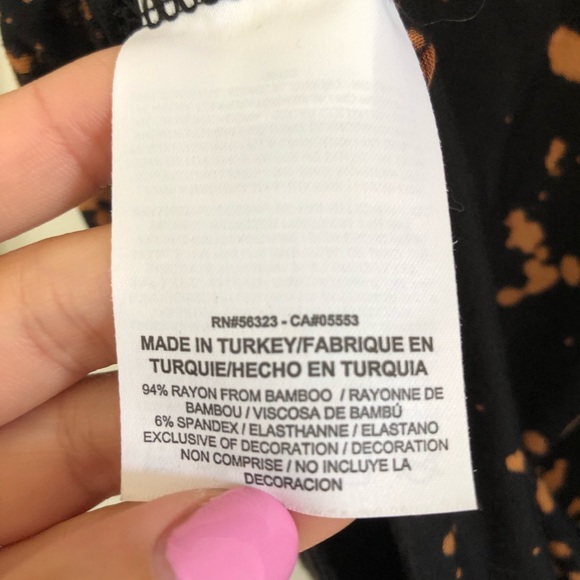 RN#56323 - CA#05553
MADE IN TURKEY/FABRIQUE EN
TURQUIE/HECHO EN TURQUIA
94% RAYON FROM BAMBOO / RAYONNE DE
BAMBOU / VISCOSA DE BAMBÚ
6% SPANDEX / ELASTHANNE / ELASTANO
EXCLUSIVE OF DECORATION / DECORATION
NON COMPRISE / NO INCLUYE LA
DECORACION